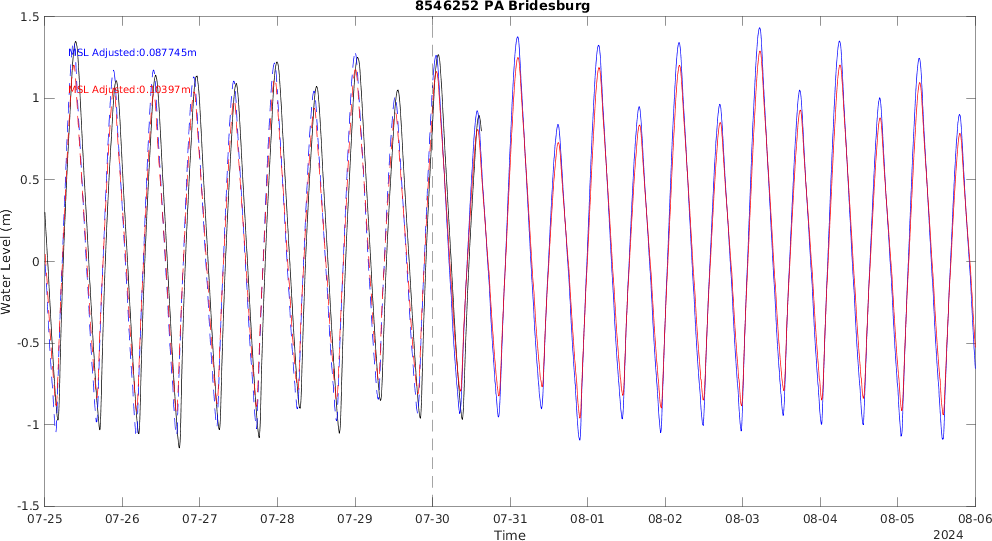 8546252 PA Bridesburg
1.5
MSL Adjusted:0.087745m
MSL Adjusted:0.10397m
1
0.5
0
-0.5
-1
-1.5
Water Level (m)
07-25 07-26 07-27 07-28 07-29 07-30 07-31 08-01 08-02 08-03 08-04 08-05 08-06
Time
2024